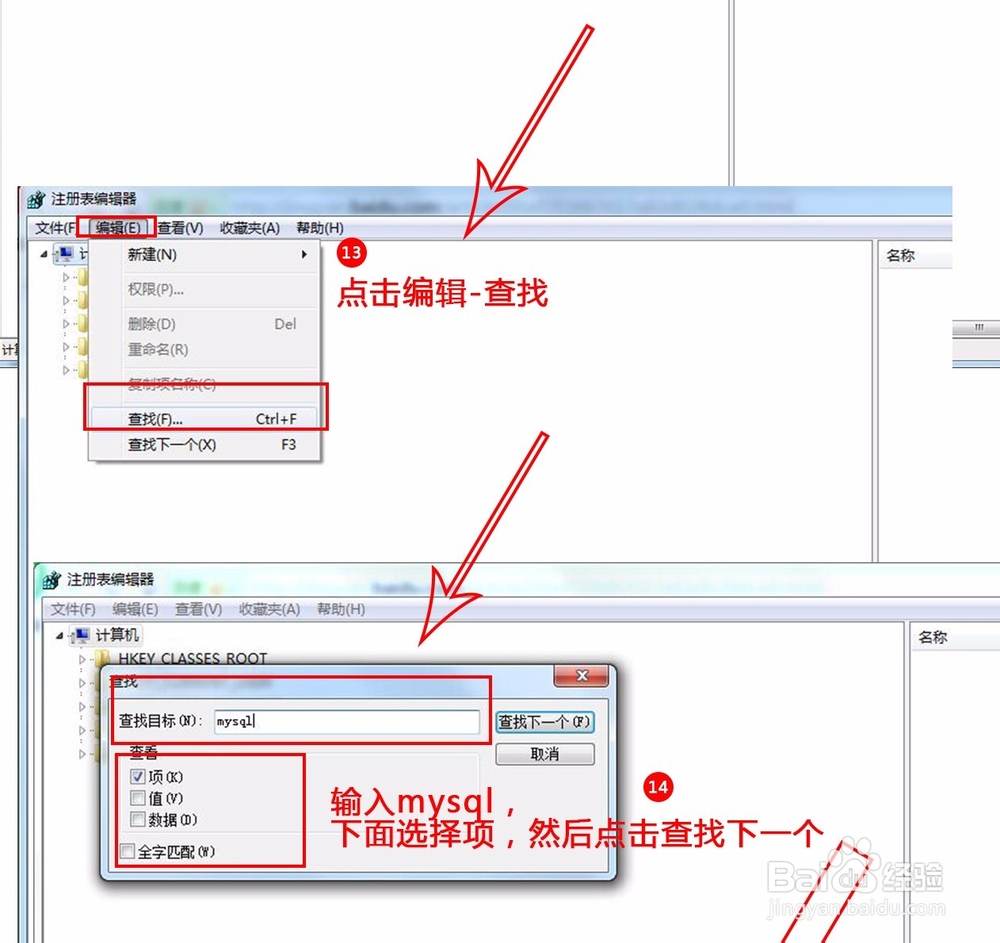 注册表编辑器
文件(F 编辑(E) 查看(V) 收藏夹(A) 帮助(H)
新建(N)
13
名称
权限(P)...
点击编辑-查找
删除(D) Del
重命名(R)
计
复制项名称(C)
查找(F)... Ctrl+F
查找下一个(X) F3
注册表编辑器
文件(F) 编辑(E) 查看(V) 收藏夹(A) 帮助(H)
计算机
名称
HKEY_CLASSES_ROOT
查找
查找目标(N): mysql 查找下一个(F)
查看
取消
项(K)
值(V)
数据(D)
全字匹配(W)
14
输入mysql，
下面选择项，然后点击查找下一个
Baidu经验
jingyan.baidu.com